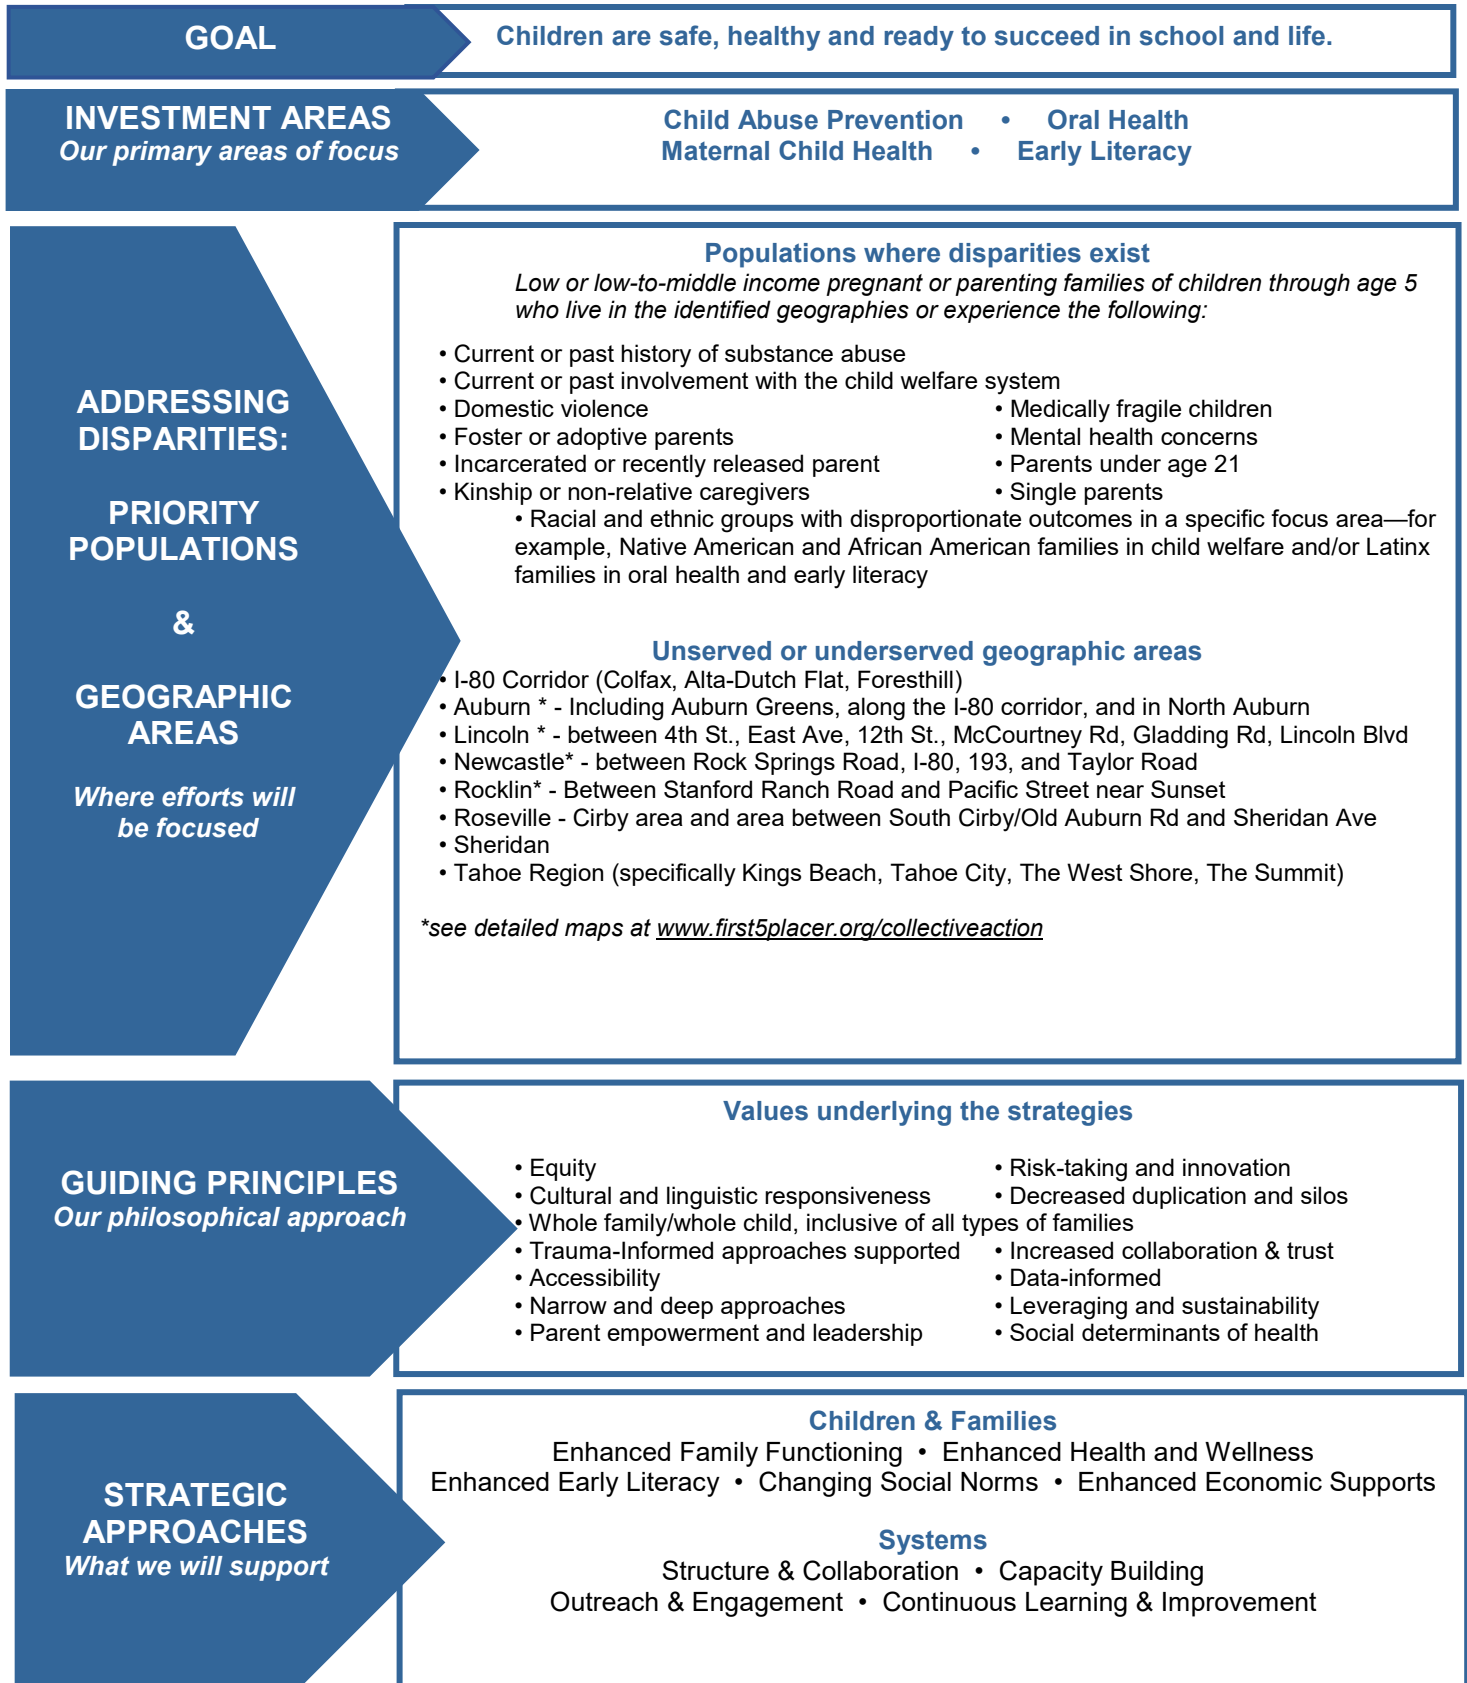 GOAL
Children are safe, healthy and ready to succeed in school and life.
INVESTMENT AREAS
Our primary areas of focus
Child Abuse Prevention • Oral Health
Maternal Child Health • Early Literacy
ADDRESSING
DISPARITIES:
PRIORITY
POPULATIONS
&
GEOGRAPHIC
AREAS
Where efforts will
be focused
Populations where disparities exist
Low or low-to-middle income pregnant or parenting families of children through age 5
who live in the identified geographies or experience the following:
• Current or past history of substance abuse
• Current or past involvement with the child welfare system
• Domestic violence • Medically fragile children
• Foster or adoptive parents • Mental health concerns
• Incarcerated or recently released parent • Parents under age 21
• Kinship or non-relative caregivers • Single parents
• Racial and ethnic groups with disproportionate outcomes in a specific focus area—for
example, Native American and African American families in child welfare and/or Latinx
families in oral health and early literacy
Unserved or underserved geographic areas
• I-80 Corridor (Colfax, Alta-Dutch Flat, Foresthill)
• Auburn * - Including Auburn Greens, along the I-80 corridor, and in North Auburn
• Lincoln * - between 4th St., East Ave, 12th St., McCourtney Rd, Gladding Rd, Lincoln Blvd
• Newcastle* - between Rock Springs Road, I-80, 193, and Taylor Road
• Rocklin* - Between Stanford Ranch Road and Pacific Street near Sunset
• Roseville - Cirby area and area between South Cirby/Old Auburn Rd and Sheridan Ave
• Sheridan
• Tahoe Region (specifically Kings Beach, Tahoe City, The West Shore, The Summit)
*see detailed maps at www.first5placer.org/collectiveaction
GUIDING PRINCIPLES
Our philosophical approach
Values underlying the strategies
• Equity • Risk-taking and innovation
• Cultural and linguistic responsiveness • Decreased duplication and silos
• Whole family/whole child, inclusive of all types of families
• Trauma-Informed approaches supported • Increased collaboration & trust
• Accessibility • Data-informed
• Narrow and deep approaches • Leveraging and sustainability
• Parent empowerment and leadership • Social determinants of health
STRATEGIC
APPROACHES
What we will support
Children & Families
Enhanced Family Functioning • Enhanced Health and Wellness
Enhanced Early Literacy • Changing Social Norms • Enhanced Economic Supports
Systems
Structure & Collaboration • Capacity Building
Outreach & Engagement • Continuous Learning & Improvement